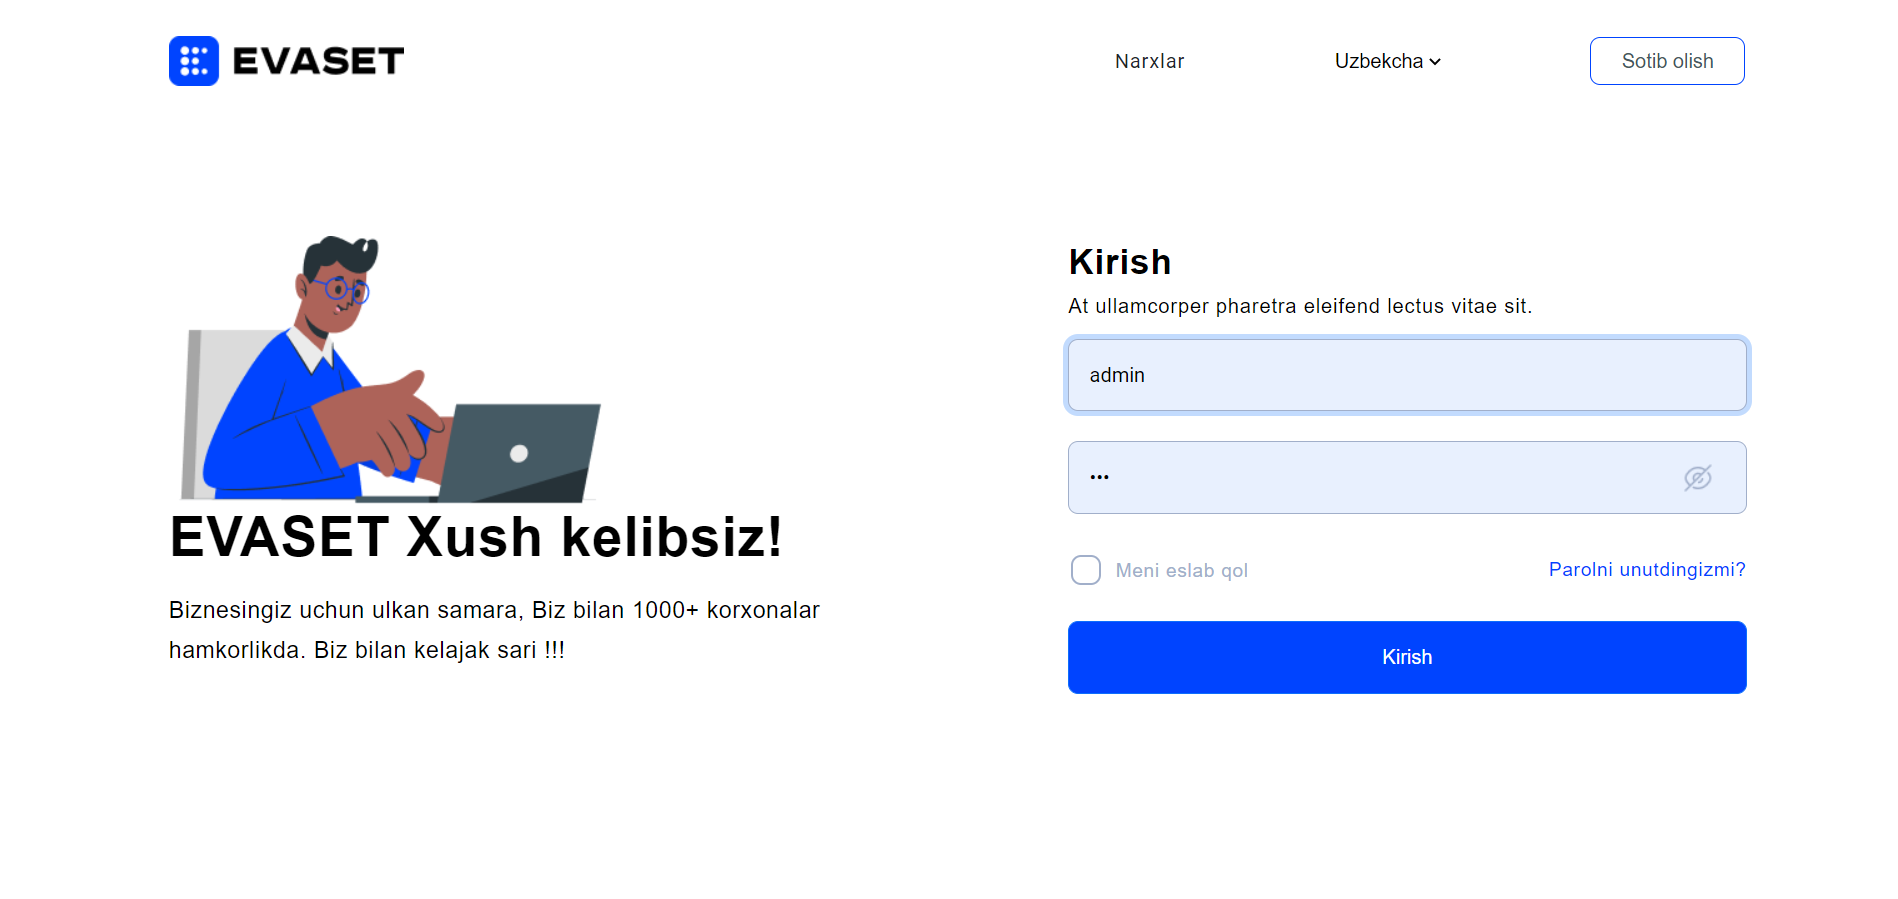 EVASET
Narxlar
Uzbekcha
Sotib olish
Kirish
At ullamcorper pharetra eleifend lectus vitae sit.
admin
•••
Meni eslab qol
Parolni unutdingizmi?
Kirish
EVASET Xush kelibsiz!
Biznesingiz uchun ulkan samara, Biz bilan 1000+ korxonalar
hamkorlikda. Biz bilan kelajak sari !!!